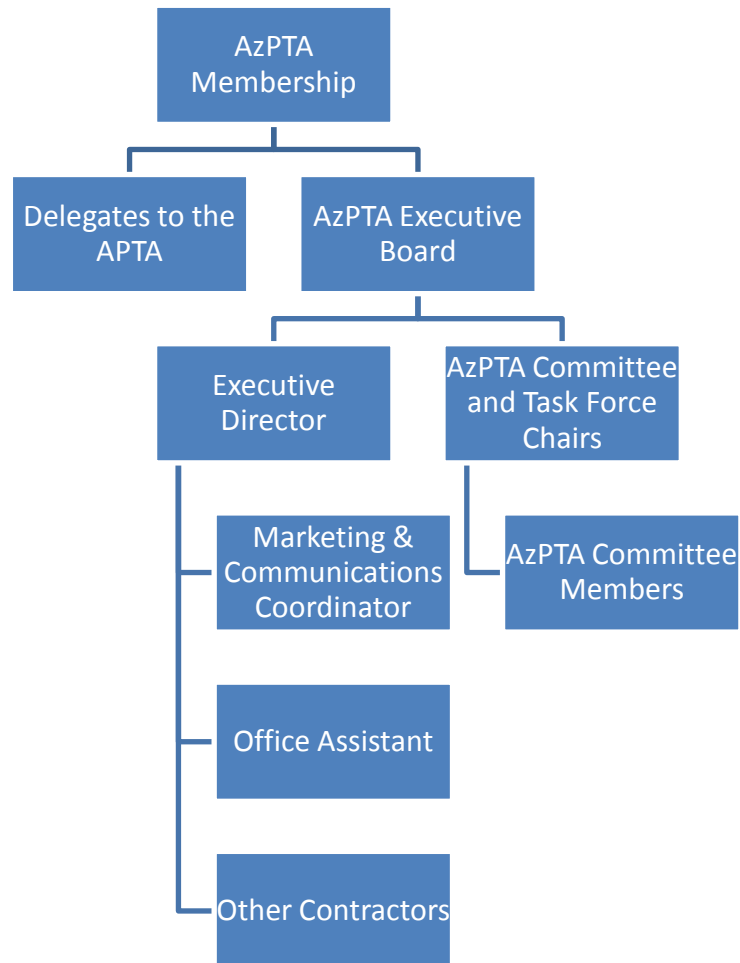 AzPTA
Membership
Delegates to the
APTA
AzPTA Executive
Board
Executive
Director
AzPTA Committee
and Task Force
Chairs
Marketing &
Communications
Coordinator
AzPTA Committee
Members
Office Assistant
Other Contractors